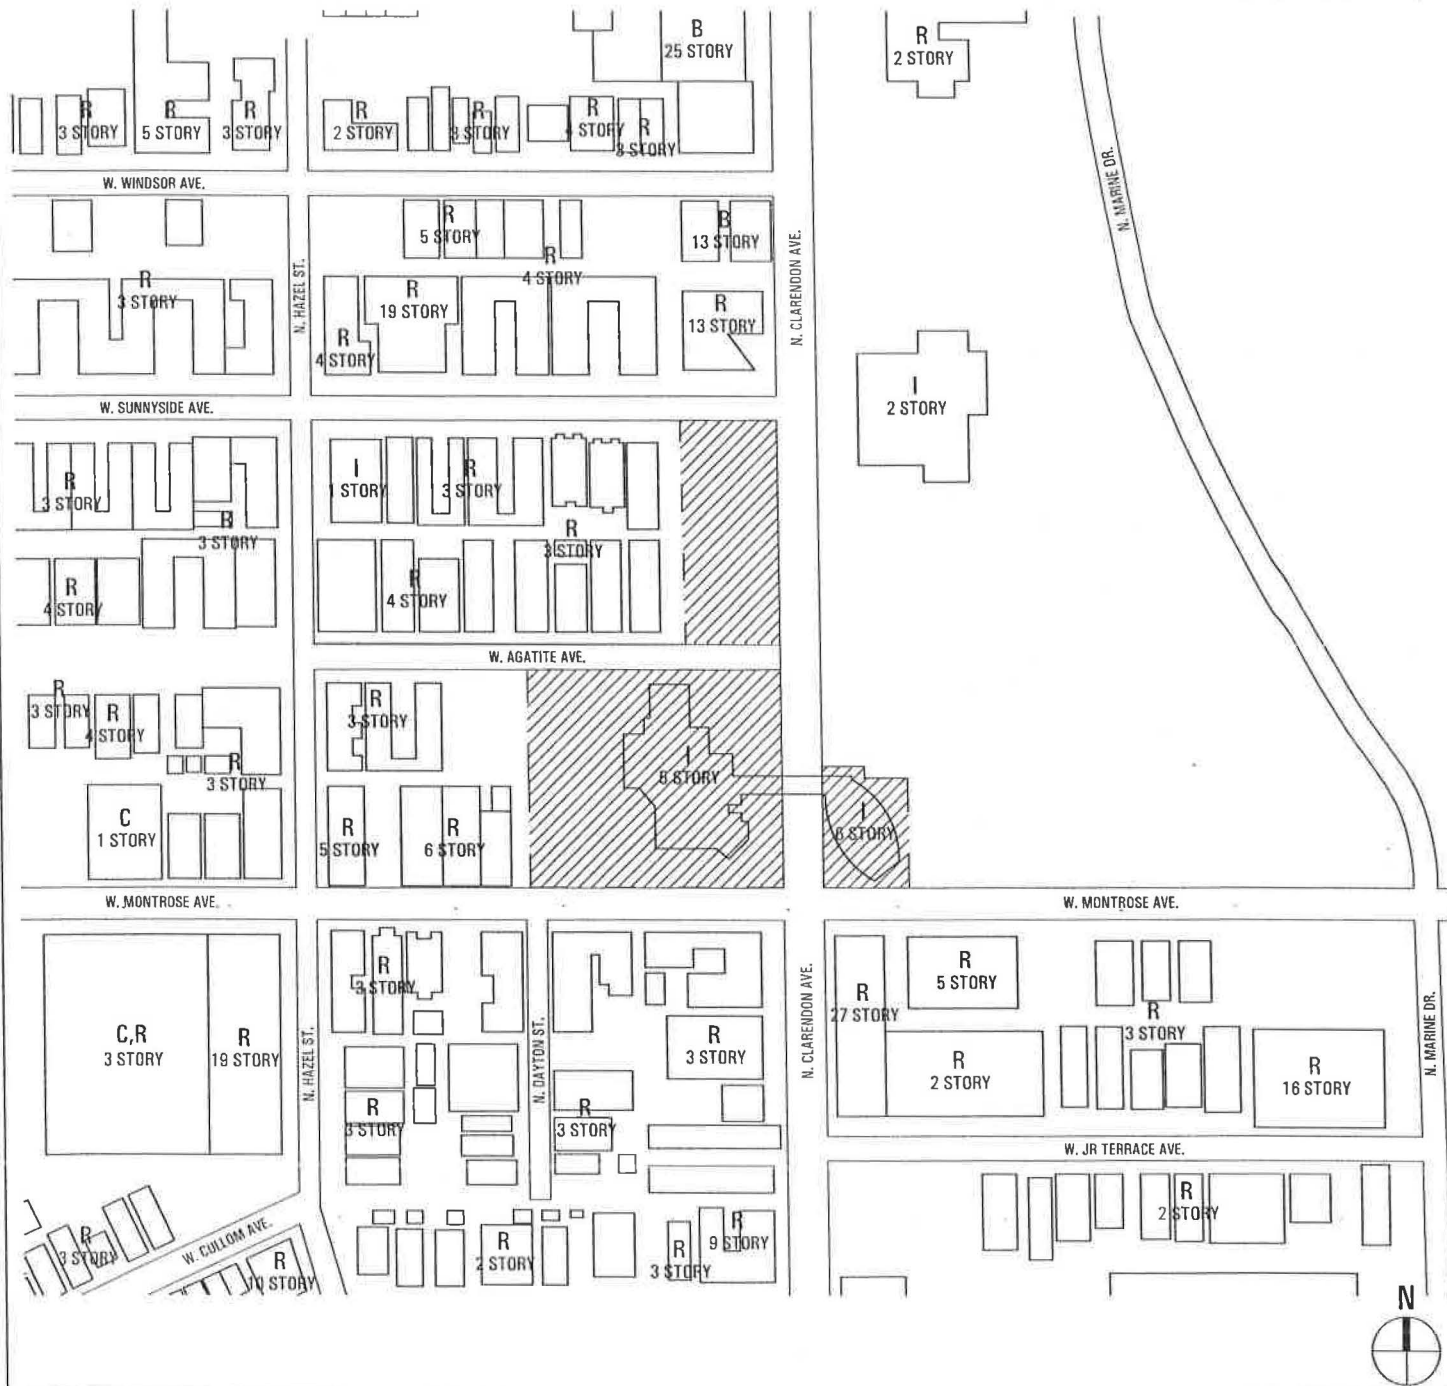 B
25 STORY
R
2 STORY
R
3 STORY
R
5 STORY
R
3 STORY
R
2 STORY
R
3 STORY
R
4 STORY
R
3 STORY
W. WINDSOR AVE.
N. MARINE DR.
R
5 STORY
B
13 STORY
R
4 STORY
N. CLARENDON AVE.
R
3 STORY
N. HAZEL ST.
R
19 STORY
R
13 STORY
R
4 STORY
I
2 STORY
W. SUNNYSIDE AVE.
R
3 STORY
I
1 STORY
R
3 STORY
R
3 STORY
R
3 STORY
R
4 STORY
R
4 STORY
W. AGATITE AVE.
R
3 STORY
R
4 STORY
R
3 STORY
R
3 STORY
I
STORY
C
1 STORY
R
5 STORY
R
6 STORY
I
6 STORY
W. MONTROSE AVE.
W. MONTROSE AVE.
R
3 STORY
R
5 STORY
R
27 STORY
C,R
3 STORY
R
19 STORY
N. HAZEL ST.
N. DAYTON ST.
R
3 STORY
N. CLARENDON AVE.
R
3 STORY
R
2 STORY
R
16 STORY
N. MARINE DR.
R
3 STORY
R
3 STORY
W. JR TERRACE AVE.
R
2 STORY
R
3 STORY
W. CULLOM AVE.
R
10 STORY
R
2 STORY
R
3 STORY
R
9 STORY
N